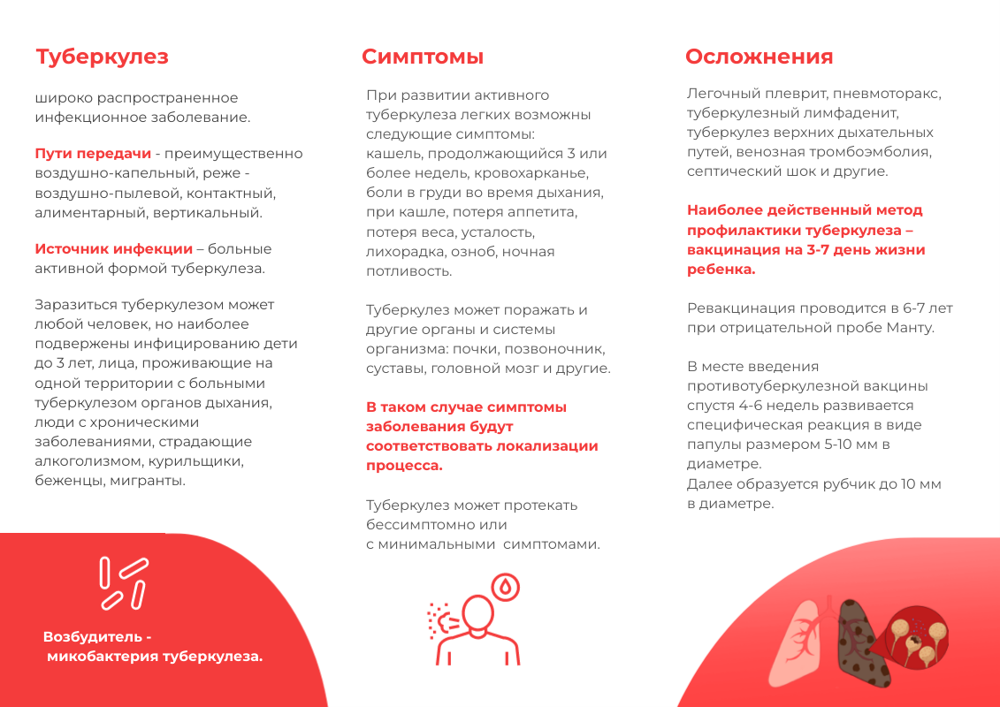 Туберкулез
широко распространенное
инфекционное заболевание.
Пути передачи - преимущественно
воздушно-капельный, реже -
воздушно-пылевой, контактный,
алиментарный, вертикальный.
Источник инфекции – больные
активной формой туберкулеза.
Заразиться туберкулезом может
любой человек, но наиболее
подвержены инфицированию дети
до 3 лет, лица, проживающие на
одной территории с больными
туберкулезом органов дыхания,
люди с хроническими
заболеваниями, страдающие
алкоголизмом, курильщики,
беженцы, мигранты.
Возбудитель -
микобактерия туберкулеза.
Симптомы
При развитии активного
туберкулеза легких возможны
следующие симптомы:
кашель, продолжающийся 3 или
более недель, кровохарканье,
боли в груди во время дыхания,
при кашле, потеря аппетита,
потеря веса, усталость,
лихорадка, озноб, ночная
потливость.
Туберкулез может поражать и
другие органы и системы
организма: почки, позвоночник,
суставы, головной мозг и другие.
В таком случае симптомы
заболевания будут
соответствовать локализации
процесса.
Туберкулез может протекать
бессимптомно или
с минимальными  симптомами.
Осложнения
Легочный плеврит, пневмоторакс,
туберкулезный лимфаденит,
туберкулез верхних дыхательных
путей, венозная тромбоэмболия,
септический шок и другие.
Наиболее действенный метод
профилактики туберкулеза –
вакцинация на 3-7 день жизни
ребенка.
Ревакцинация проводится в 6-7 лет
при отрицательной пробе Манту.
В месте введения
противотуберкулезной вакцины
спустя 4-6 недель развивается
специфическая реакция в виде
папулы размером 5-10 мм в
диаметре.
Далее образуется рубчик до 10 мм
в диаметре.